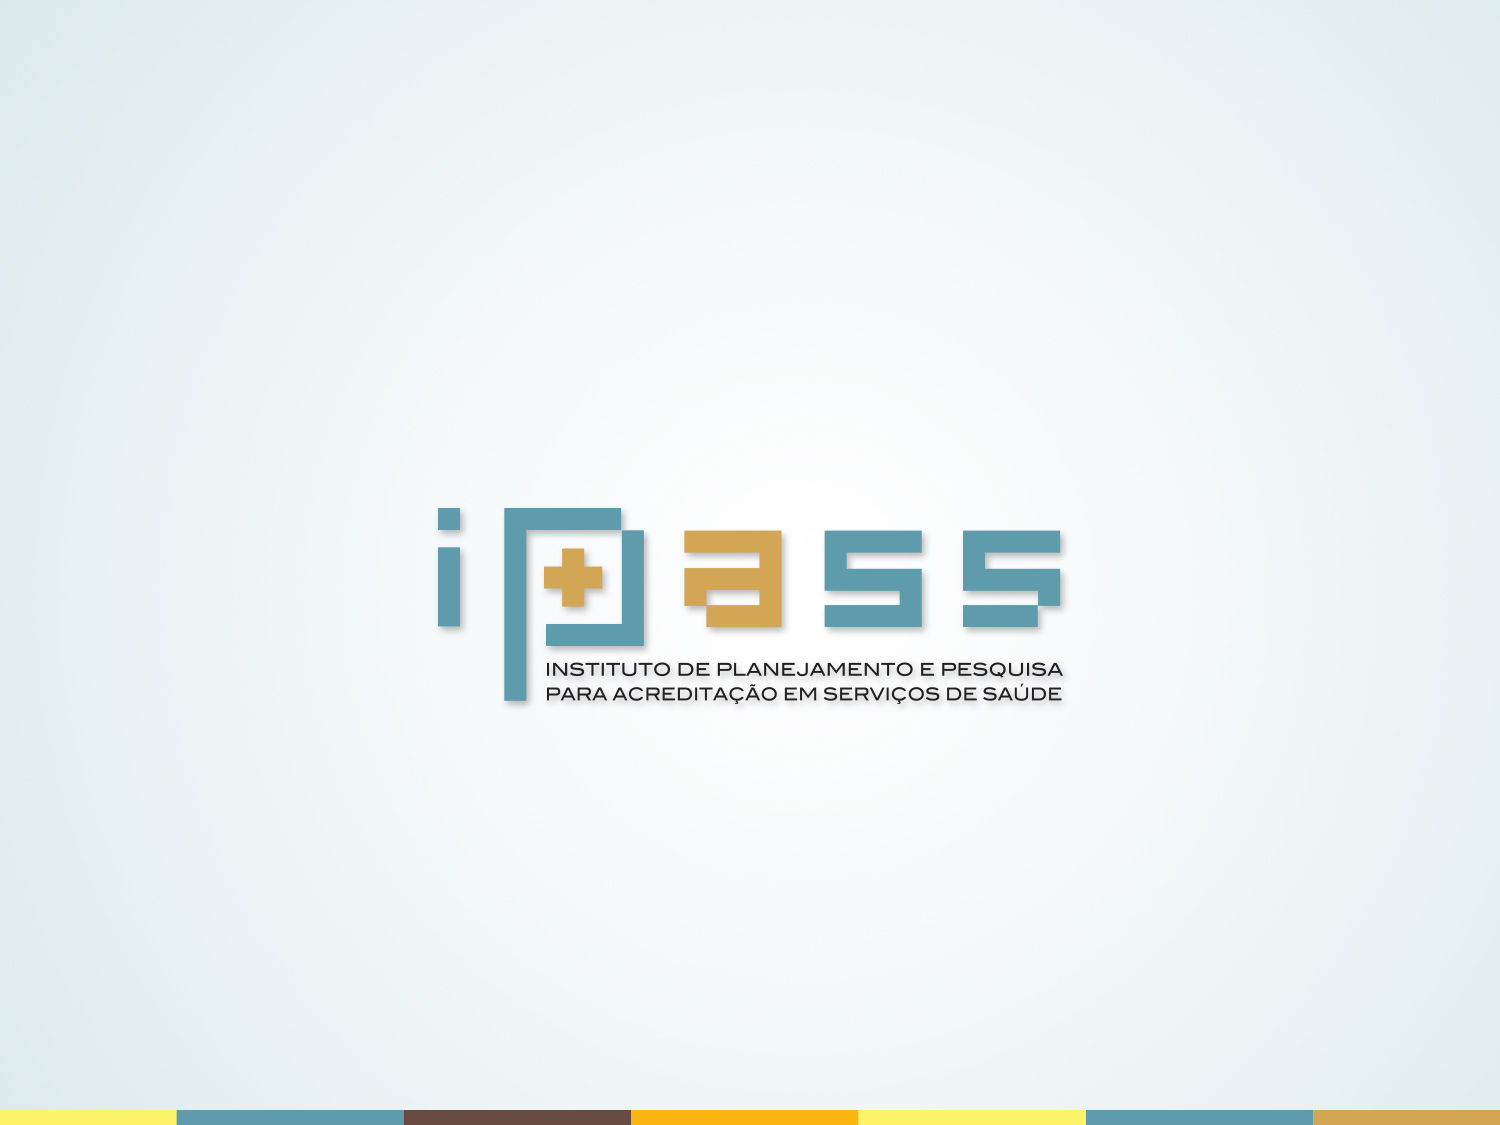 ipass
INSTITUTO DE PLANEJAMENTO E PESQUISA
PARA ACREDITAÇÃO EM SERVIÇOS DE SAÚDE